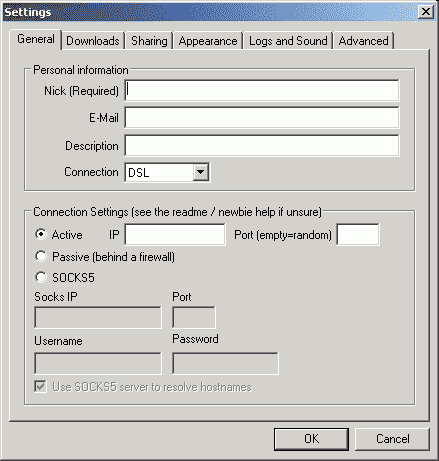 Settings
General Downloads Sharing Appearance Logs and Sound Advanced
Personal information
Nick (Required)
E-Mail
Description
Connection DSL
Connection Settings (see the readme / newbie help if unsure)
Active IP Port (empty=random)
Passive (behind a firewall)
SOCKS5
Socks IP Port
Username Password
Use SOCKS5 server to resolve hostnames
OK Cancel